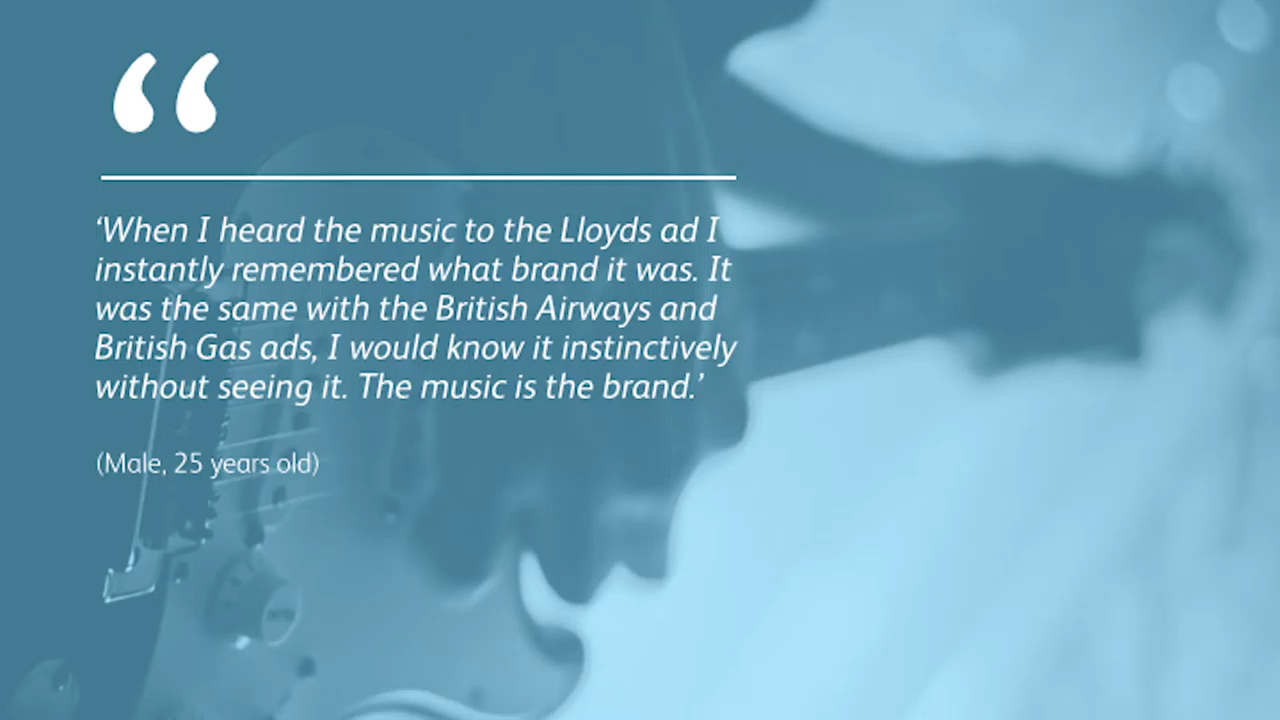 “
‘When I heard the music to the Lloyds ad I
instantly remembered what brand it was. It
was the same with the British Airways and
British Gas ads, I would know it instinctively
without seeing it. The music is the brand.’
(Male, 25 years old)